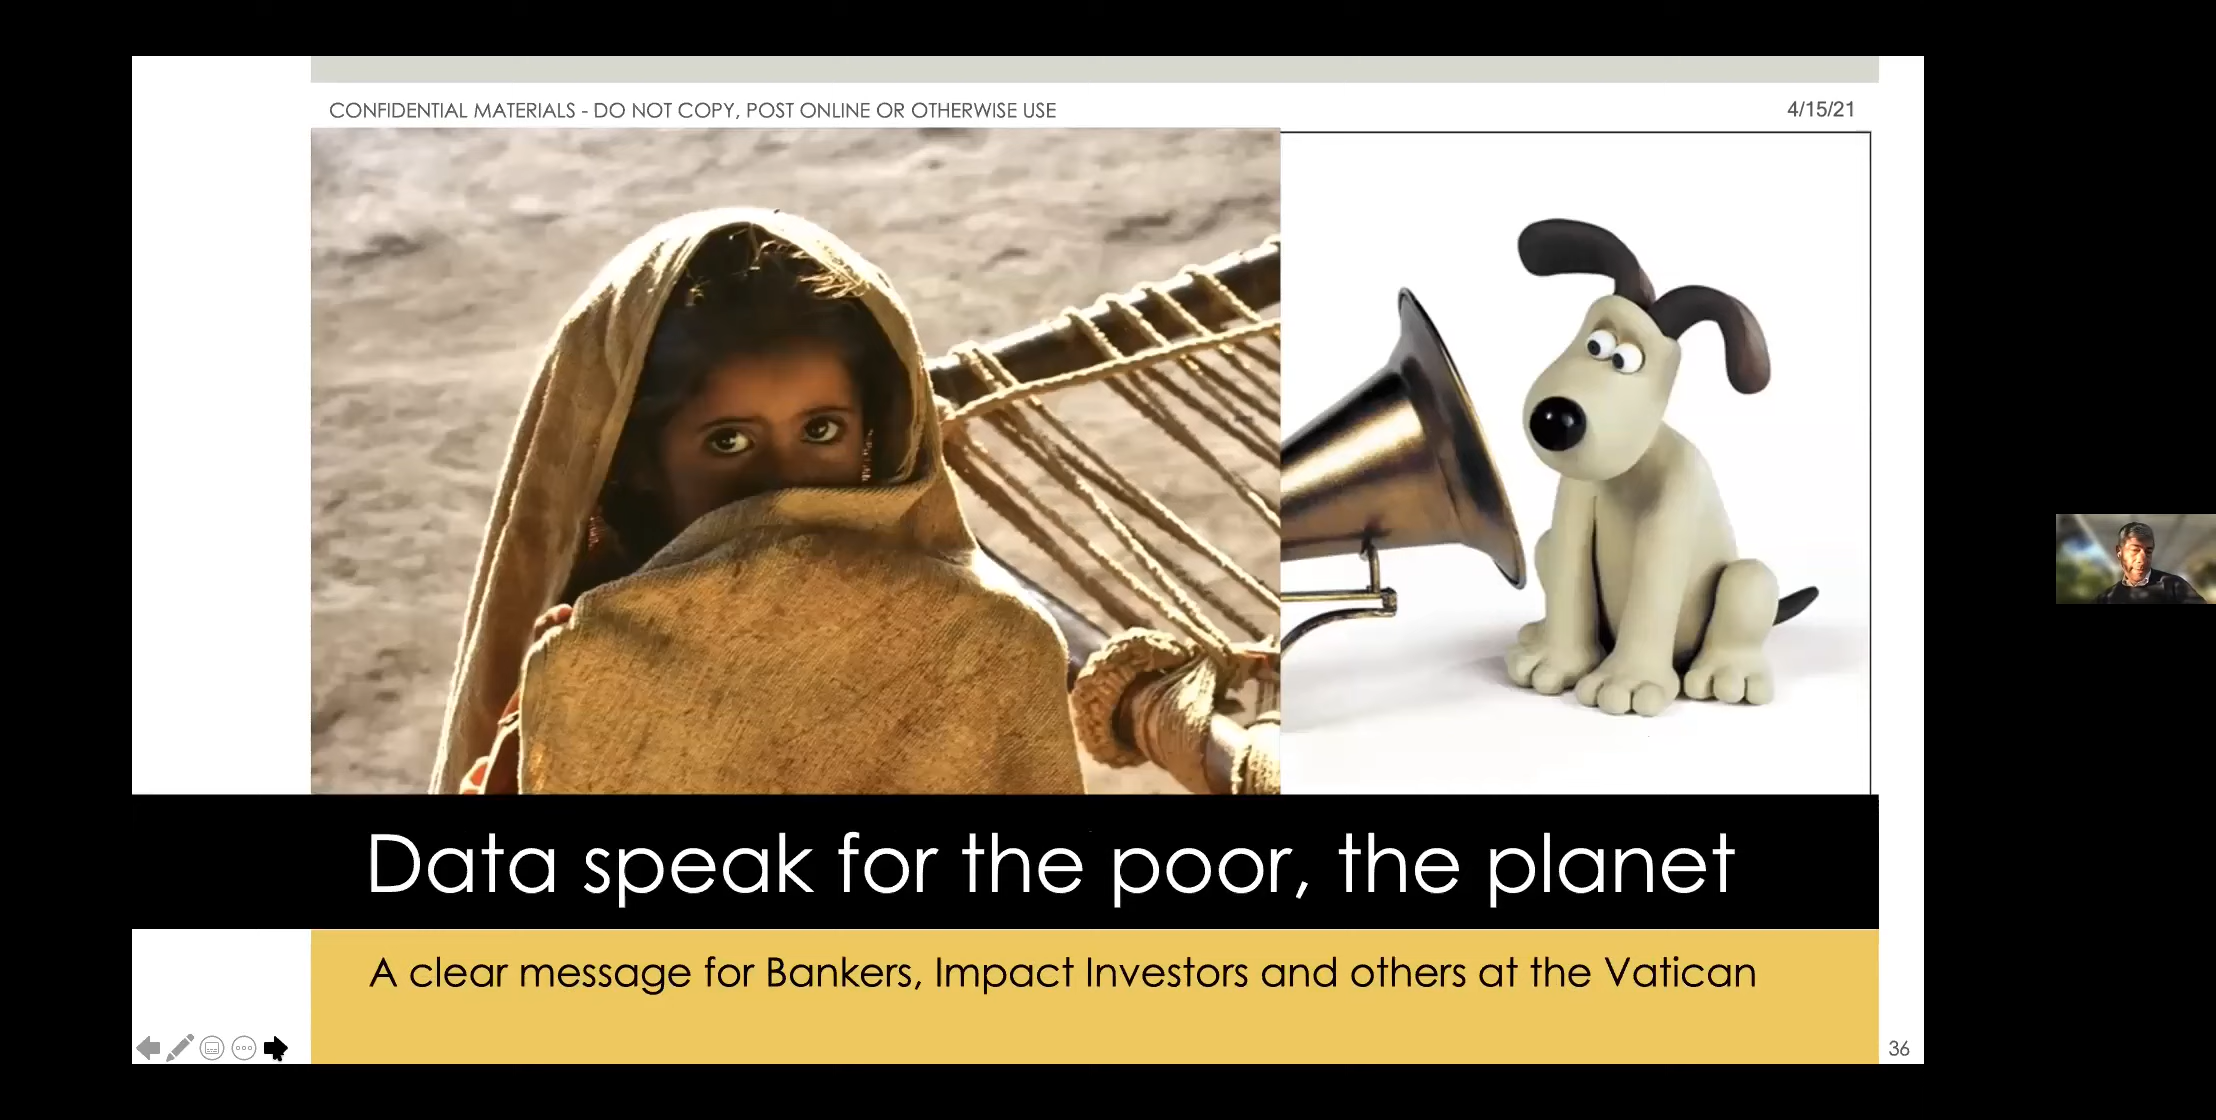 CONFIDENTIAL MATERIALS - DO NOT COPY, POST ONLINE OR OTHERWISE USE
4/15/21
Data speak for the poor, the planet
A clear message for Bankers, Impact Investors and others at the Vatican
36